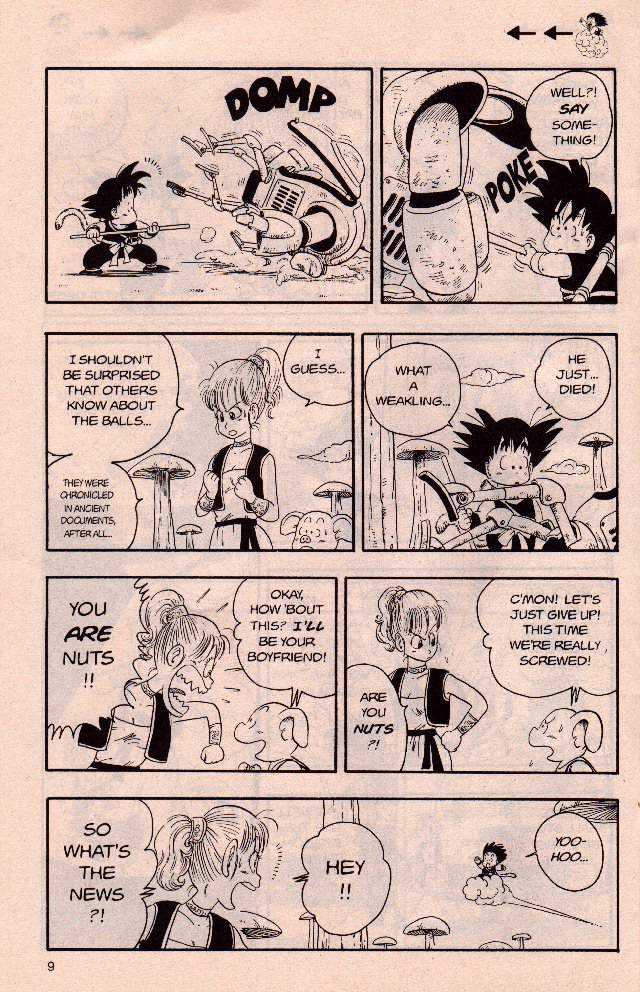 WELL?!
SAY
SOME-
THING!
POKE
DOMP
HE
JUST...
DIED!
WHAT
A
WEAKLING...
I
GUESS...
I SHOULDN'T
BE SURPRISED
THAT OTHERS
KNOW ABOUT
THE BALLS...
THEY WERE
CHRONICLED
IN ANCIENT
DOCUMENTS,
AFTER ALL...
C'MON! LET'S
JUST GIVE UP!
THIS TIME
WE'RE REALLY
SCREWED!
ARE
YOU
NUTS
?!
OKAY,
HOW 'BOUT
THIS? I'LL
BE YOUR
BOYFRIEND!
YOU
ARE
NUTS
!!
YOO-
HOO...
HEY
!!
SO
WHAT'S
THE
NEWS
?!
9